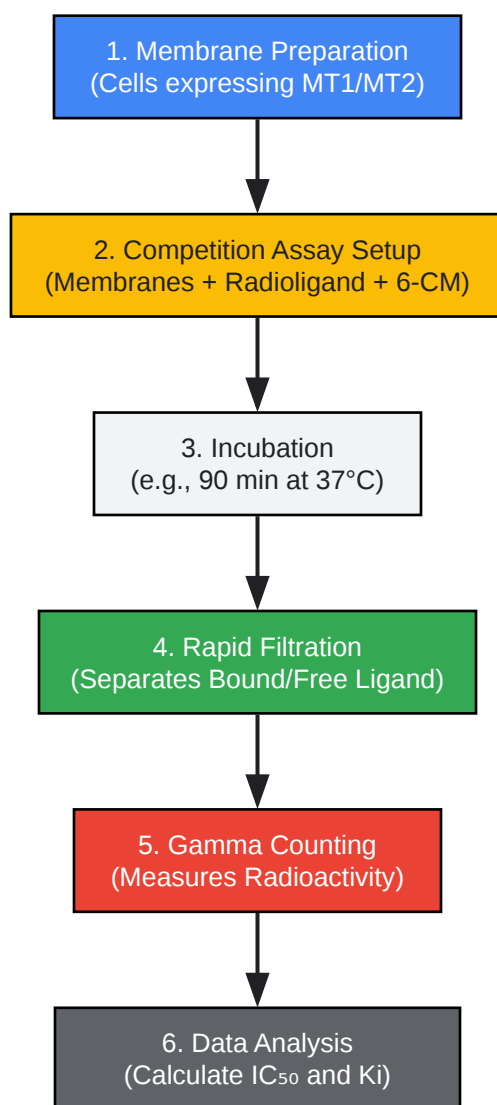 1. Membrane Preparation
(Cells expressing MT1/MT2)
2. Competition Assay Setup
(Membranes + Radioligand + 6-CM)
3. Incubation
(e.g., 90 min at 37°C)
4. Rapid Filtration
(Separates Bound/Free Ligand)
5. Gamma Counting
(Measures Radioactivity)
6. Data Analysis
(Calculate IC₅₀ and Ki)